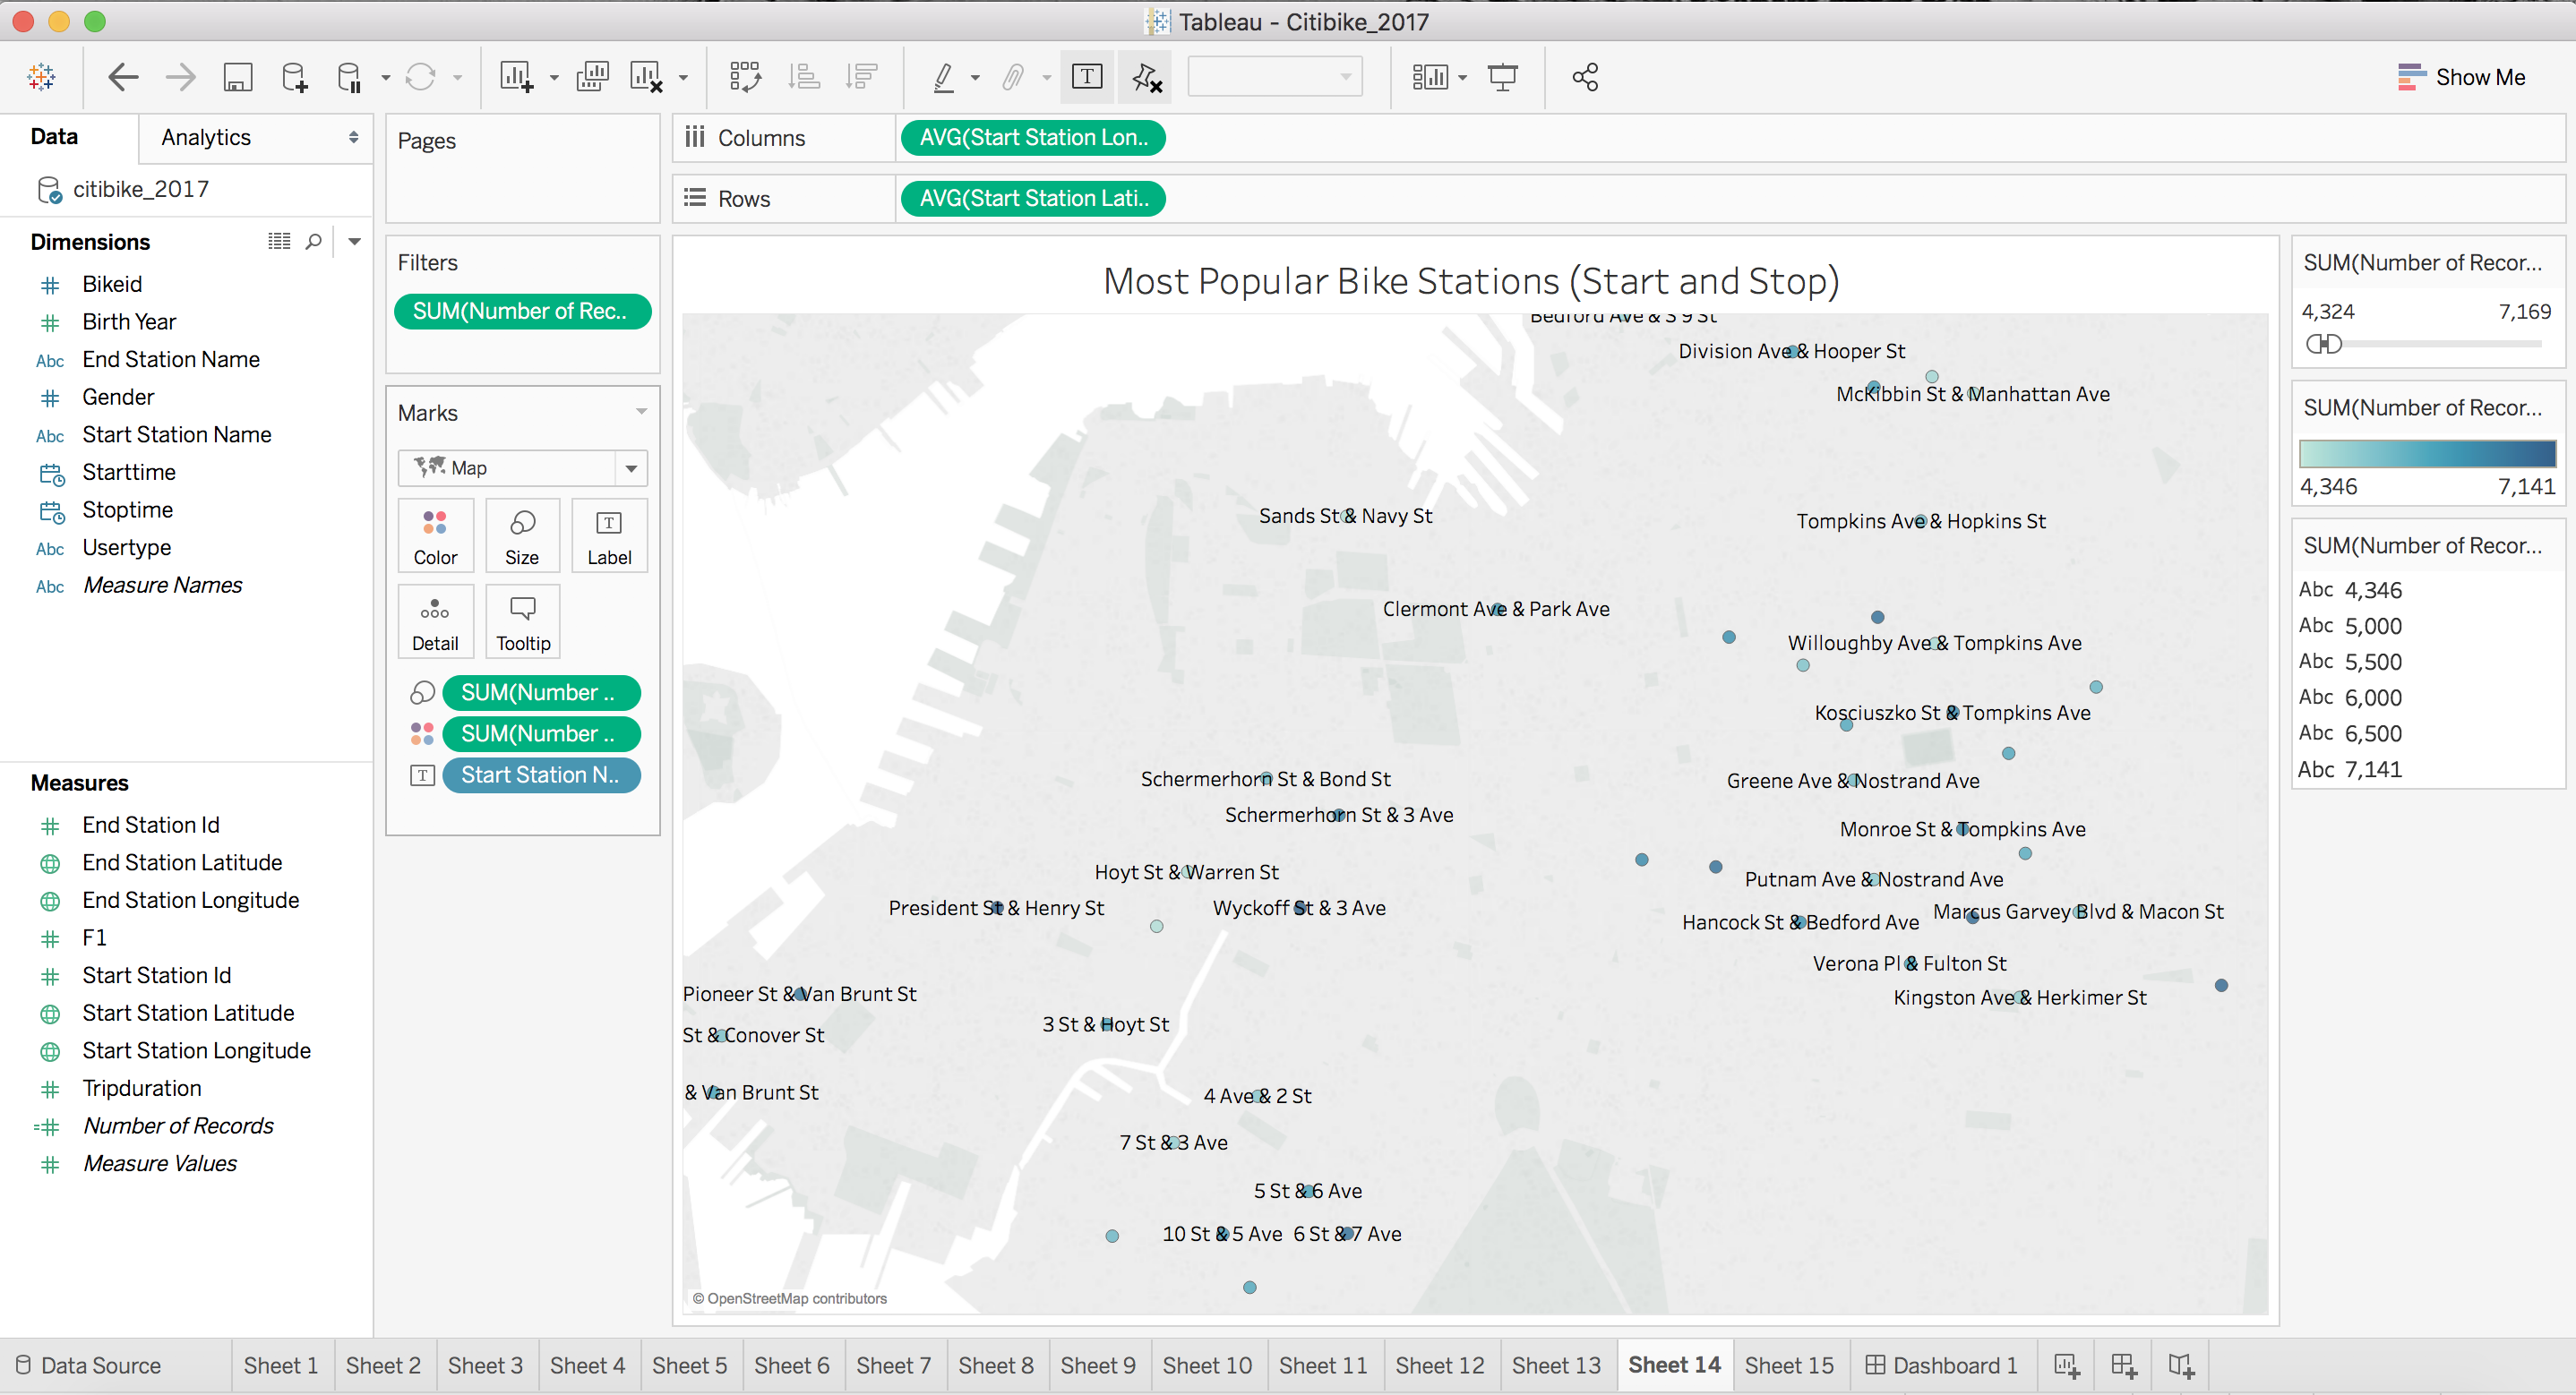 Tableau - Citibike_2017
Show Me
Data
Analytics
citibike_2017
Dimensions
# Bikeid
# Birth Year
Abc End Station Name
# Gender
Abc Start Station Name
Starttime
Stoptime
Abc Usertype
Abc Measure Names
Measures
# End Station Id
End Station Latitude
End Station Longitude
# F1
# Start Station Id
Start Station Latitude
Start Station Longitude
# Tripduration
=# Number of Records
# Measure Values
Pages
Filters
SUM(Number of Rec..
Marks
Map
Color
Size
T Label
Detail
Tooltip
SUM(Number ..
SUM(Number ..
T Start Station N..
Columns
AVG(Start Station Lon..
Rows
AVG(Start Station Lati..
Most Popular Bike Stations (Start and Stop)
Bedford Ave & S 9 St
Division Ave & Hooper St
McKibbin St & Manhattan Ave
Sands St & Navy St
Tompkins Ave & Hopkins St
Clermont Ave & Park Ave
Willoughby Ave & Tompkins Ave
Kosciuszko St & Tompkins Ave
Schermerhorn St & Bond St
Greene Ave & Nostrand Ave
Schermerhorn St & 3 Ave
Monroe St & Tompkins Ave
Hoyt St & Warren St
Putnam Ave & Nostrand Ave
President St & Henry St
Wyckoff St & 3 Ave
Hancock St & Bedford Ave
Marcus Garvey Blvd & Macon St
Verona Pl & Fulton St
Pioneer St & Van Brunt St
Kingston Ave & Herkimer St
3 St & Hoyt St
St & Conover St
& Van Brunt St
4 Ave & 2 St
7 St & 3 Ave
5 St & 6 Ave
10 St & 5 Ave
6 St & 7 Ave
© OpenStreetMap contributors
SUM(Number of Recor...
4,324 7,169
SUM(Number of Recor...
4,346 7,141
SUM(Number of Recor...
Abc 4,346
Abc 5,000
Abc 5,500
Abc 6,000
Abc 6,500
Abc 7,141
Data Source
Sheet 1
Sheet 2
Sheet 3
Sheet 4
Sheet 5
Sheet 6
Sheet 7
Sheet 8
Sheet 9
Sheet 10
Sheet 11
Sheet 12
Sheet 13
Sheet 14
Sheet 15
Dashboard 1